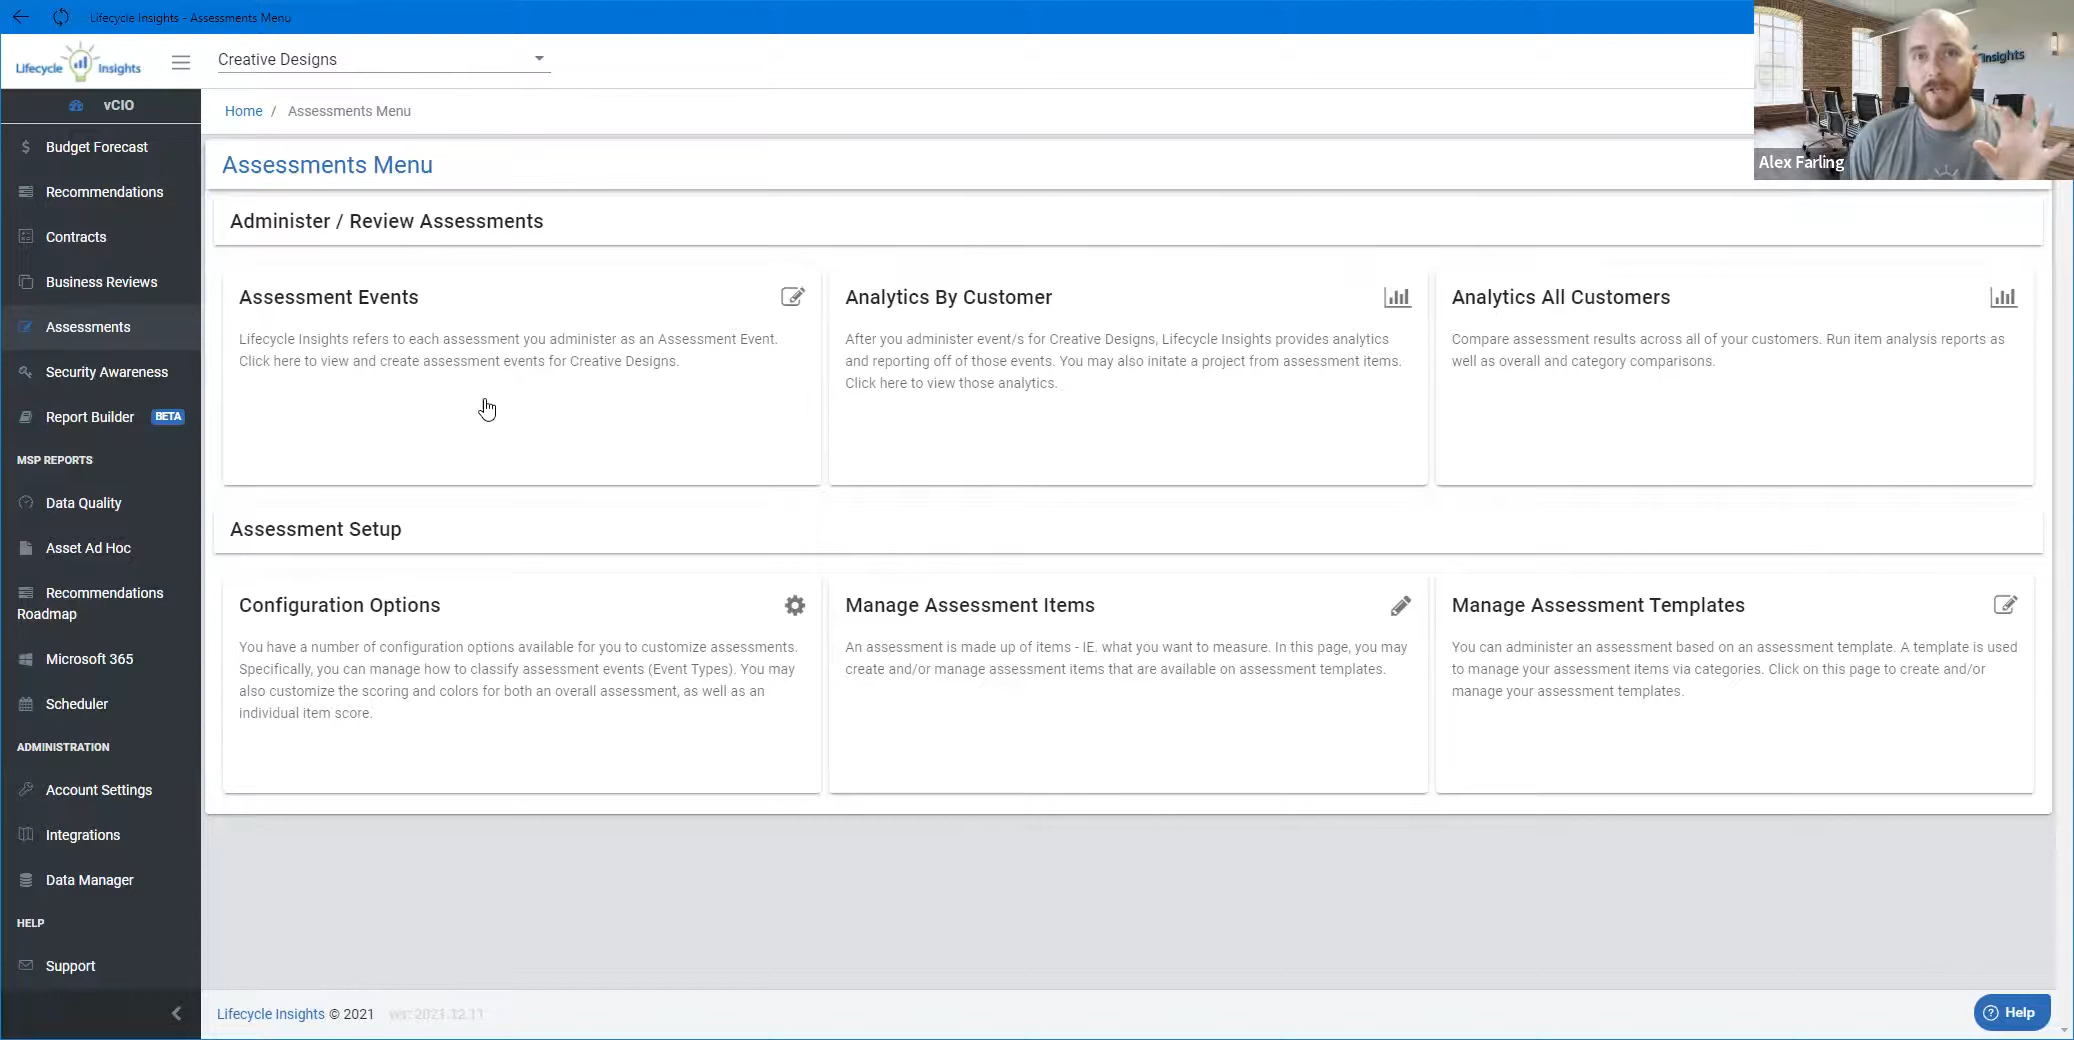 Lifecycle Insights - Assessments Menu
Lifecycle Insights
Creative Designs
insights
Alex Farling
vCIO
Budget Forecast
Recommendations
Contracts
Business Reviews
Assessments
Security Awareness
Report Builder BETA
MSP REPORTS
Data Quality
Asset Ad Hoc
Recommendations
Roadmap
Microsoft 365
Scheduler
ADMINISTRATION
Account Settings
Integrations
Data Manager
HELP
Support
Home / Assessments Menu
Assessments Menu
Administer / Review Assessments
Assessment Events
Lifecycle Insights refers to each assessment you administer as an Assessment Event.
Click here to view and create assessment events for Creative Designs.
Analytics By Customer
After you administer event/s for Creative Designs, Lifecycle Insights provides analytics
and reporting off of those events. You may also initate a project from assessment items.
Click here to view those analytics.
Analytics All Customers
Compare assessment results across all of your customers. Run item analysis reports as
well as overall and category comparisons.
Assessment Setup
Configuration Options
You have a number of configuration options available for you to customize assessments.
Specifically, you can manage how to classify assessment events (Event Types). You may
also customize the scoring and colors for both an overall assessment, as well as an
individual item score.
Manage Assessment Items
An assessment is made up of items - IE. what you want to measure. In this page, you may
create and/or manage assessment items that are available on assessment templates.
Manage Assessment Templates
You can administer an assessment based on an assessment template. A template is used
to manage your assessment items via categories. Click on this page to create and/or
manage your assessment templates.
Lifecycle Insights © 2021 ver: 2021.12.11
Help